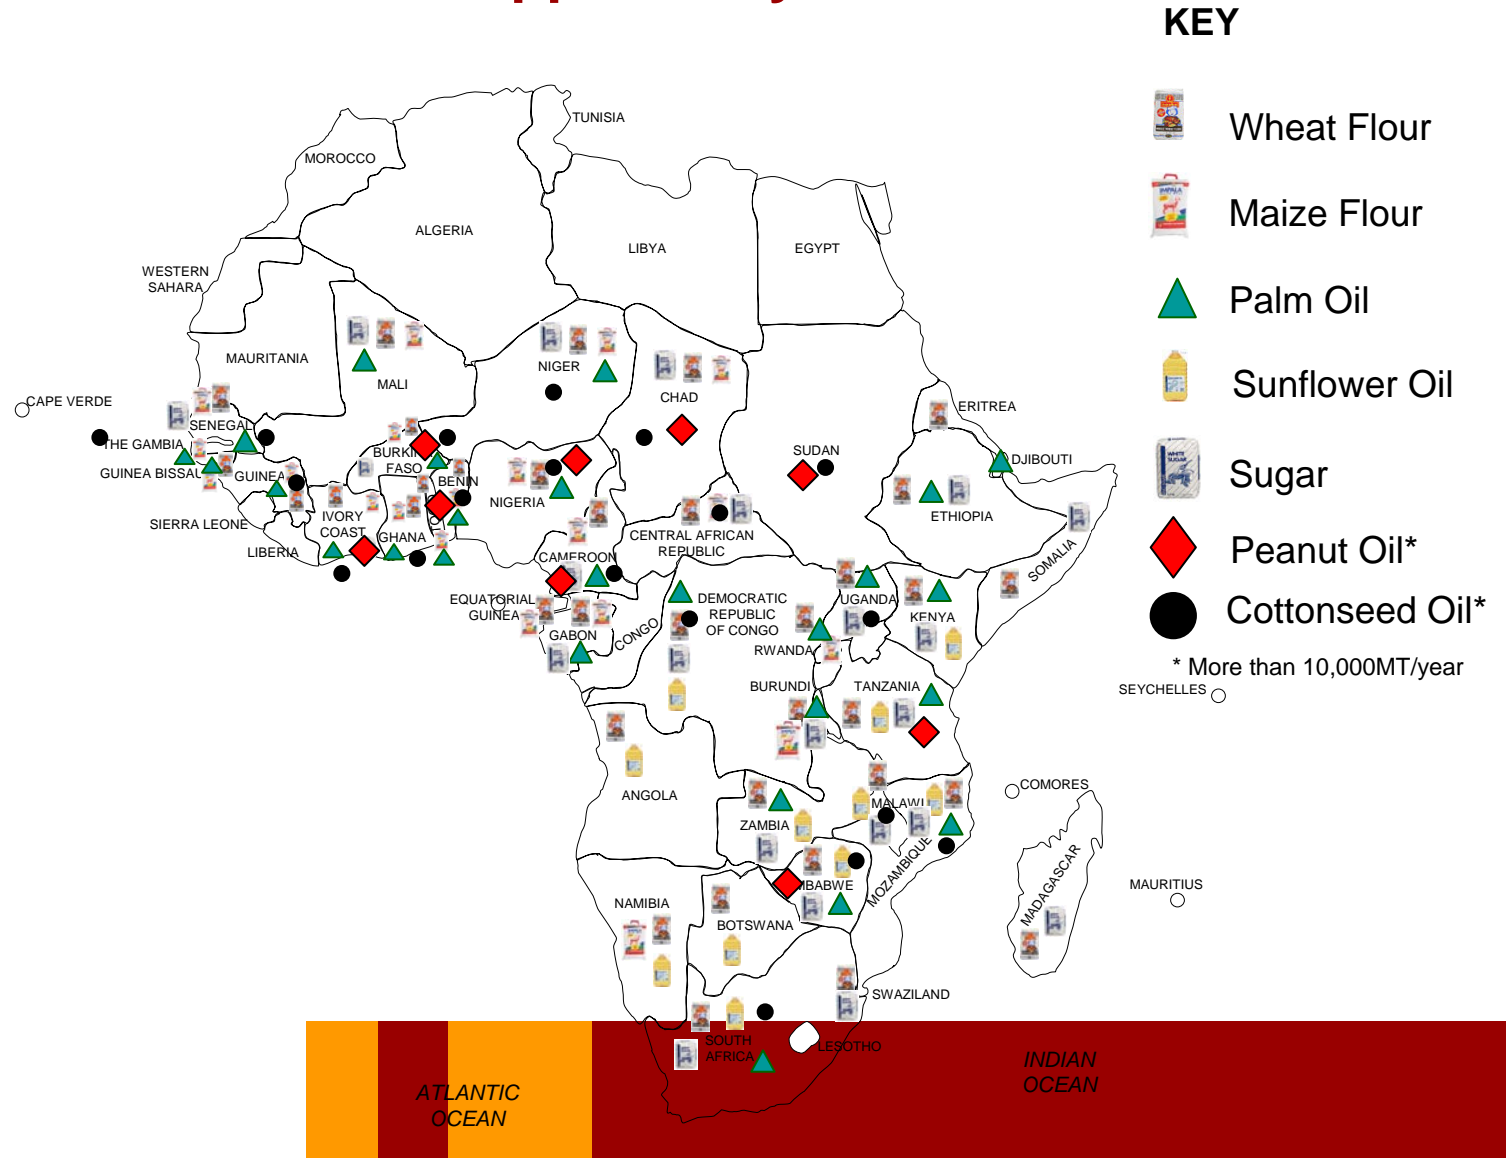 KEY
Wheat Flour
Maize Flour
Palm Oil
Sunflower Oil
Sugar
Peanut Oil*
Cottonseed Oil*
* More than 10,000MT/year
TUNISIA
MOROCCO
ALGERIA
LIBYA
EGYPT
WESTERN
SAHARA
MAURITANIA
MALI
NIGER
CHAD
SUDAN
ERITREA
DJIBOUTI
CAPE VERDE
SENEGAL
THE GAMBIA
GUINEA BISSAU
GUINEA
SIERRA LEONE
LIBERIA
IVORY
COAST
BURKINA
FASO
GHANA
BENIN
NIGERIA
CAMEROON
CENTRAL AFRICAN
REPUBLIC
ETHIOPIA
SOMALIA
EQUATORIAL
GUINEA
GABON
CONGO
DEMOCRATIC
REPUBLIC
OF CONGO
UGANDA
KENYA
RWANDA
BURUNDI
TANZANIA
SEYCHELLES
COMORES
ANGOLA
ZAMBIA
MALAWI
MOZAMBIQUE
MBABWE
MADAGASCAR
MAURITIUS
NAMIBIA
BOTSWANA
SWAZILAND
SOUTH
AFRICA
LESOTHO
ATLANTIC
OCEAN
INDIAN
OCEAN